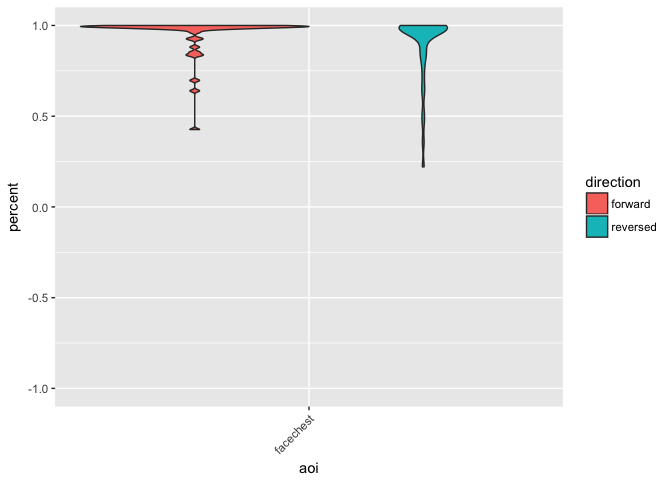 1.0
0.5
0.0
-0.5
-1.0
percent
facechest
aoi
direction
forward
reversed